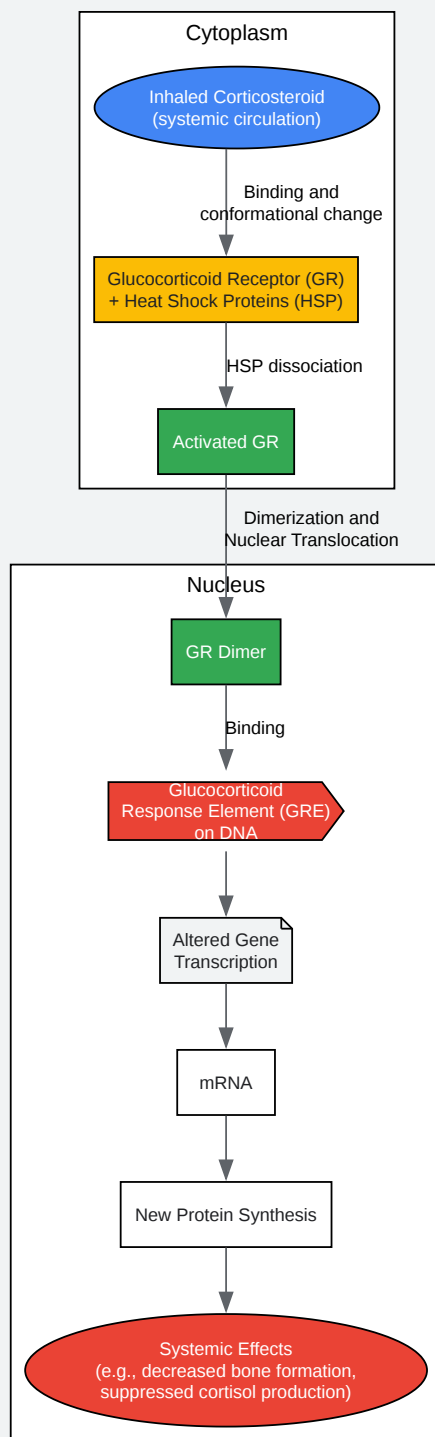 Cytoplasm
Inhaled Corticosteroid
(systemic circulation)
Binding and
conformational change
Glucocorticoid Receptor (GR)
+ Heat Shock Proteins (HSP)
HSP dissociation
Activated GR
Dimerization and
Nuclear Translocation
Nucleus
GR Dimer
Binding
Glucocorticoid
Response Element (GRE)
on DNA
Altered Gene
Transcription
mRNA
New Protein Synthesis
Systemic Effects
(e.g., decreased bone formation,
suppressed cortisol production)